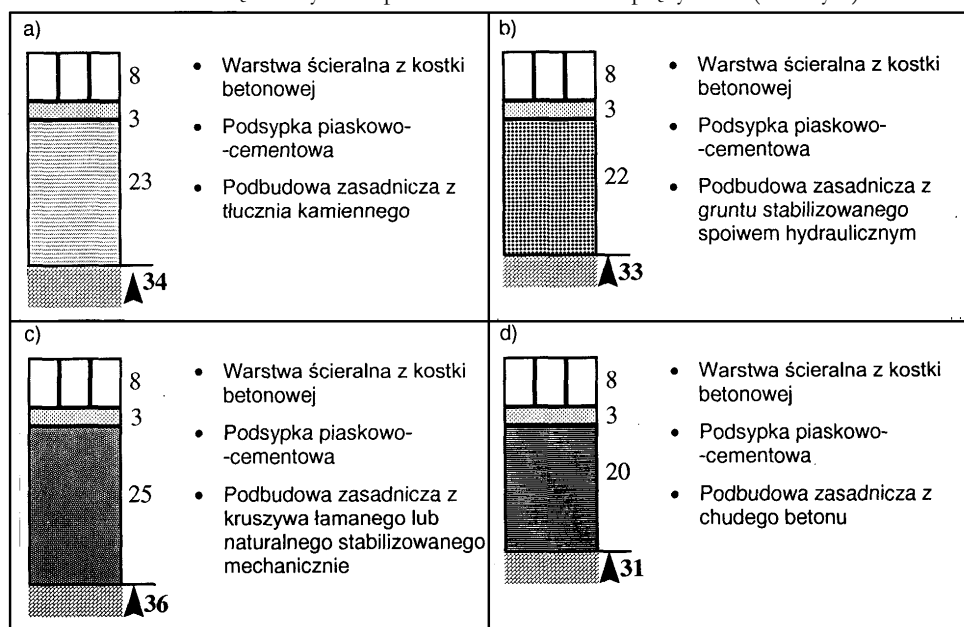 a)
8
3
23
34
• Warstwa ścieralna z kostki
betonowej
• Podsypka piaskowo-
-cementowa
• Podbudowa zasadnicza z
tłucznia kamiennego
b)
8
3
22
33
• Warstwa ścieralna z kostki
betonowej
• Podsypka piaskowo-
-cementowa
• Podbudowa zasadnicza z
gruntu stabilizowanego
spoiwem hydraulicznym
c)
8
3
25
36
• Warstwa ścieralna z kostki
betonowej
• Podsypka piaskowo-
-cementowa
• Podbudowa zasadnicza z
kruszywa łamanego lub
naturalnego stabilizowanego
mechanicznie
d)
8
3
20
31
• Warstwa ścieralna z kostki
betonowej
• Podsypka piaskowo-
-cementowa
• Podbudowa zasadnicza z
chudego betonu